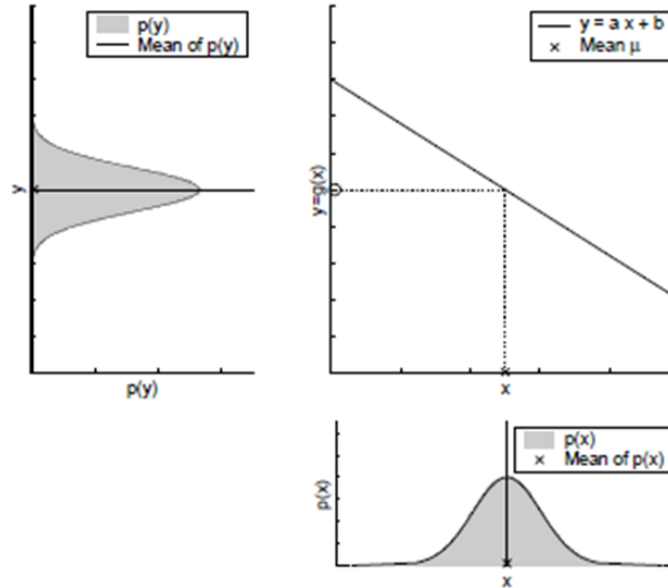 p(y)
Mean of p(y)
y
p(y)
y = a x + b
Mean μ
y=g(x)
x
p(x)
Mean of p(x)
p(x)
x